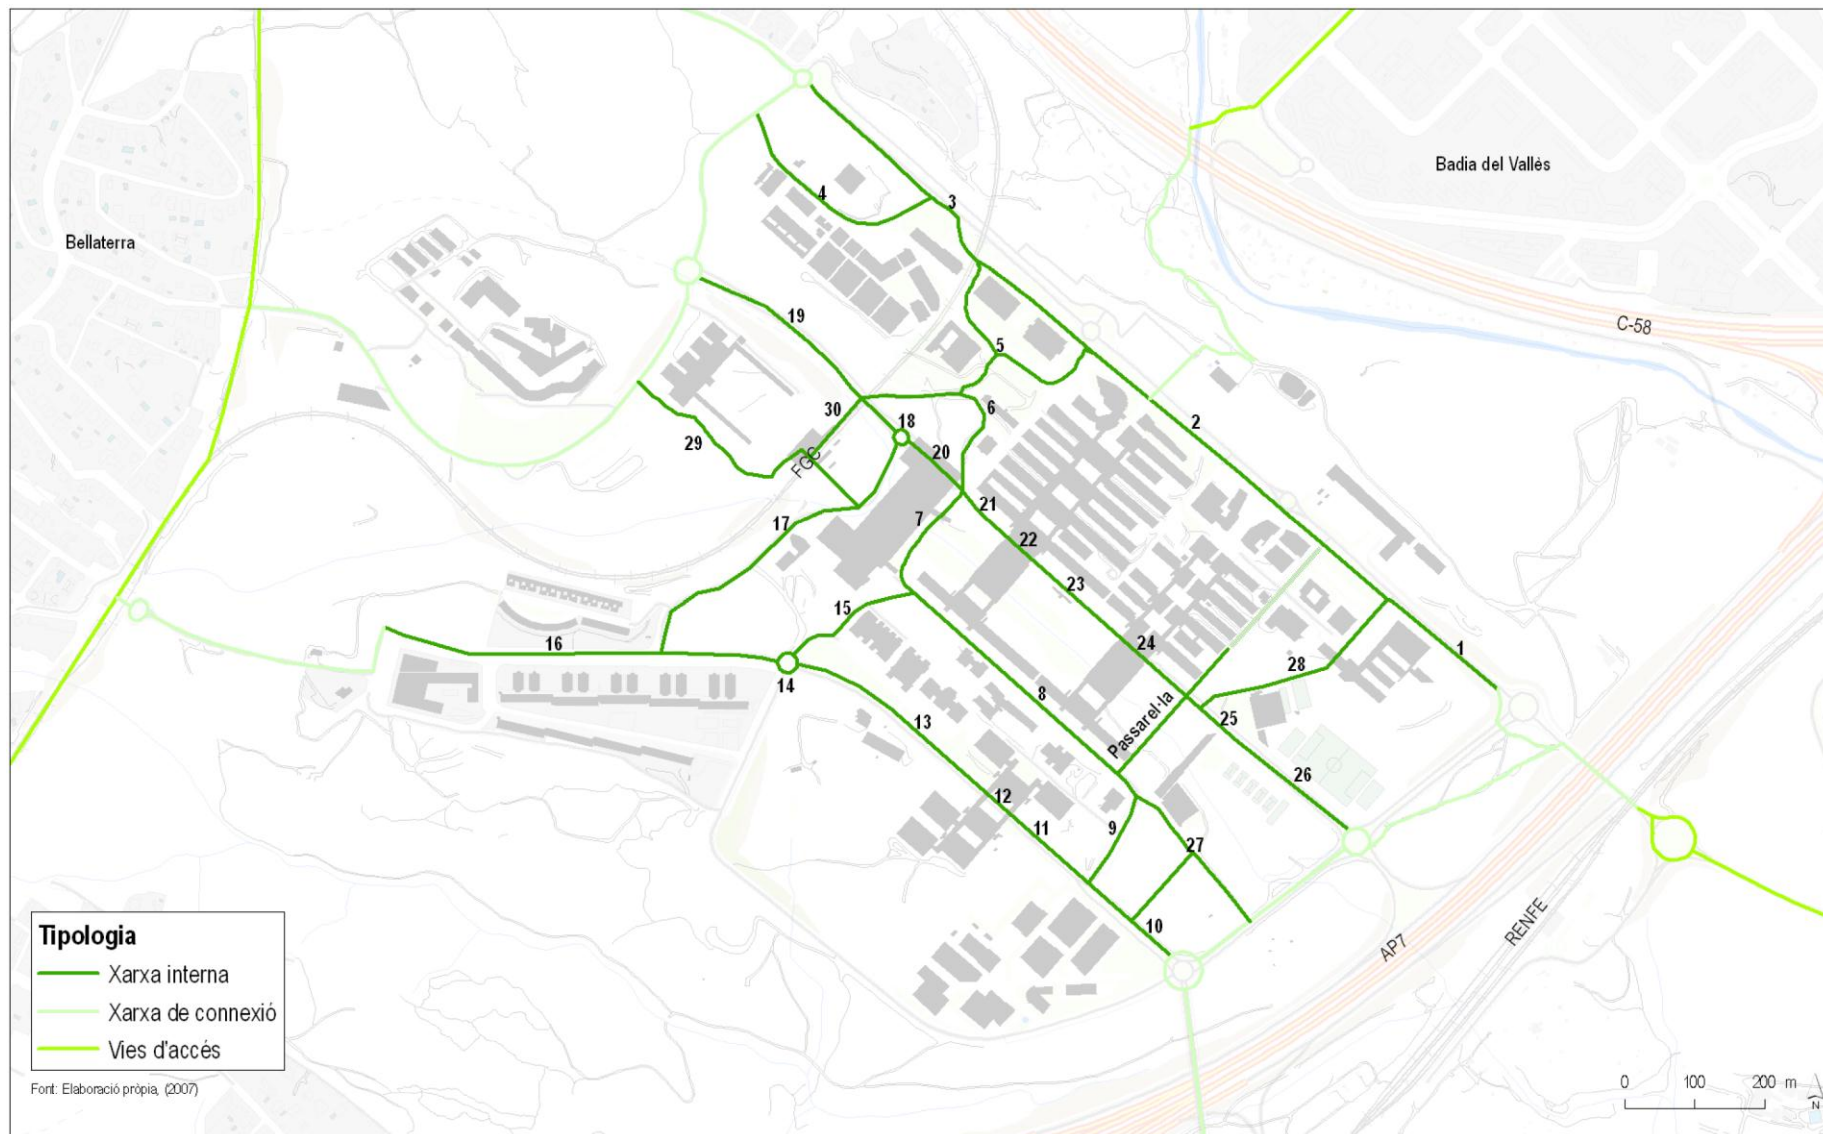 Badia del Vallés
Bellaterra
4
3
19
C-58
5
2
30
6
18
29
20
FGC
21
7
17
22
23
15
24
16
1
28
14
8
Passarel·la
25
13
26
12
11
9
27
10
RENFE
AP7
Tipologia
Xarxa interna
Xarxa de connexió
Vies d'accés
Font: Elaboració pròpia, (2007)
0 100 200 m
N